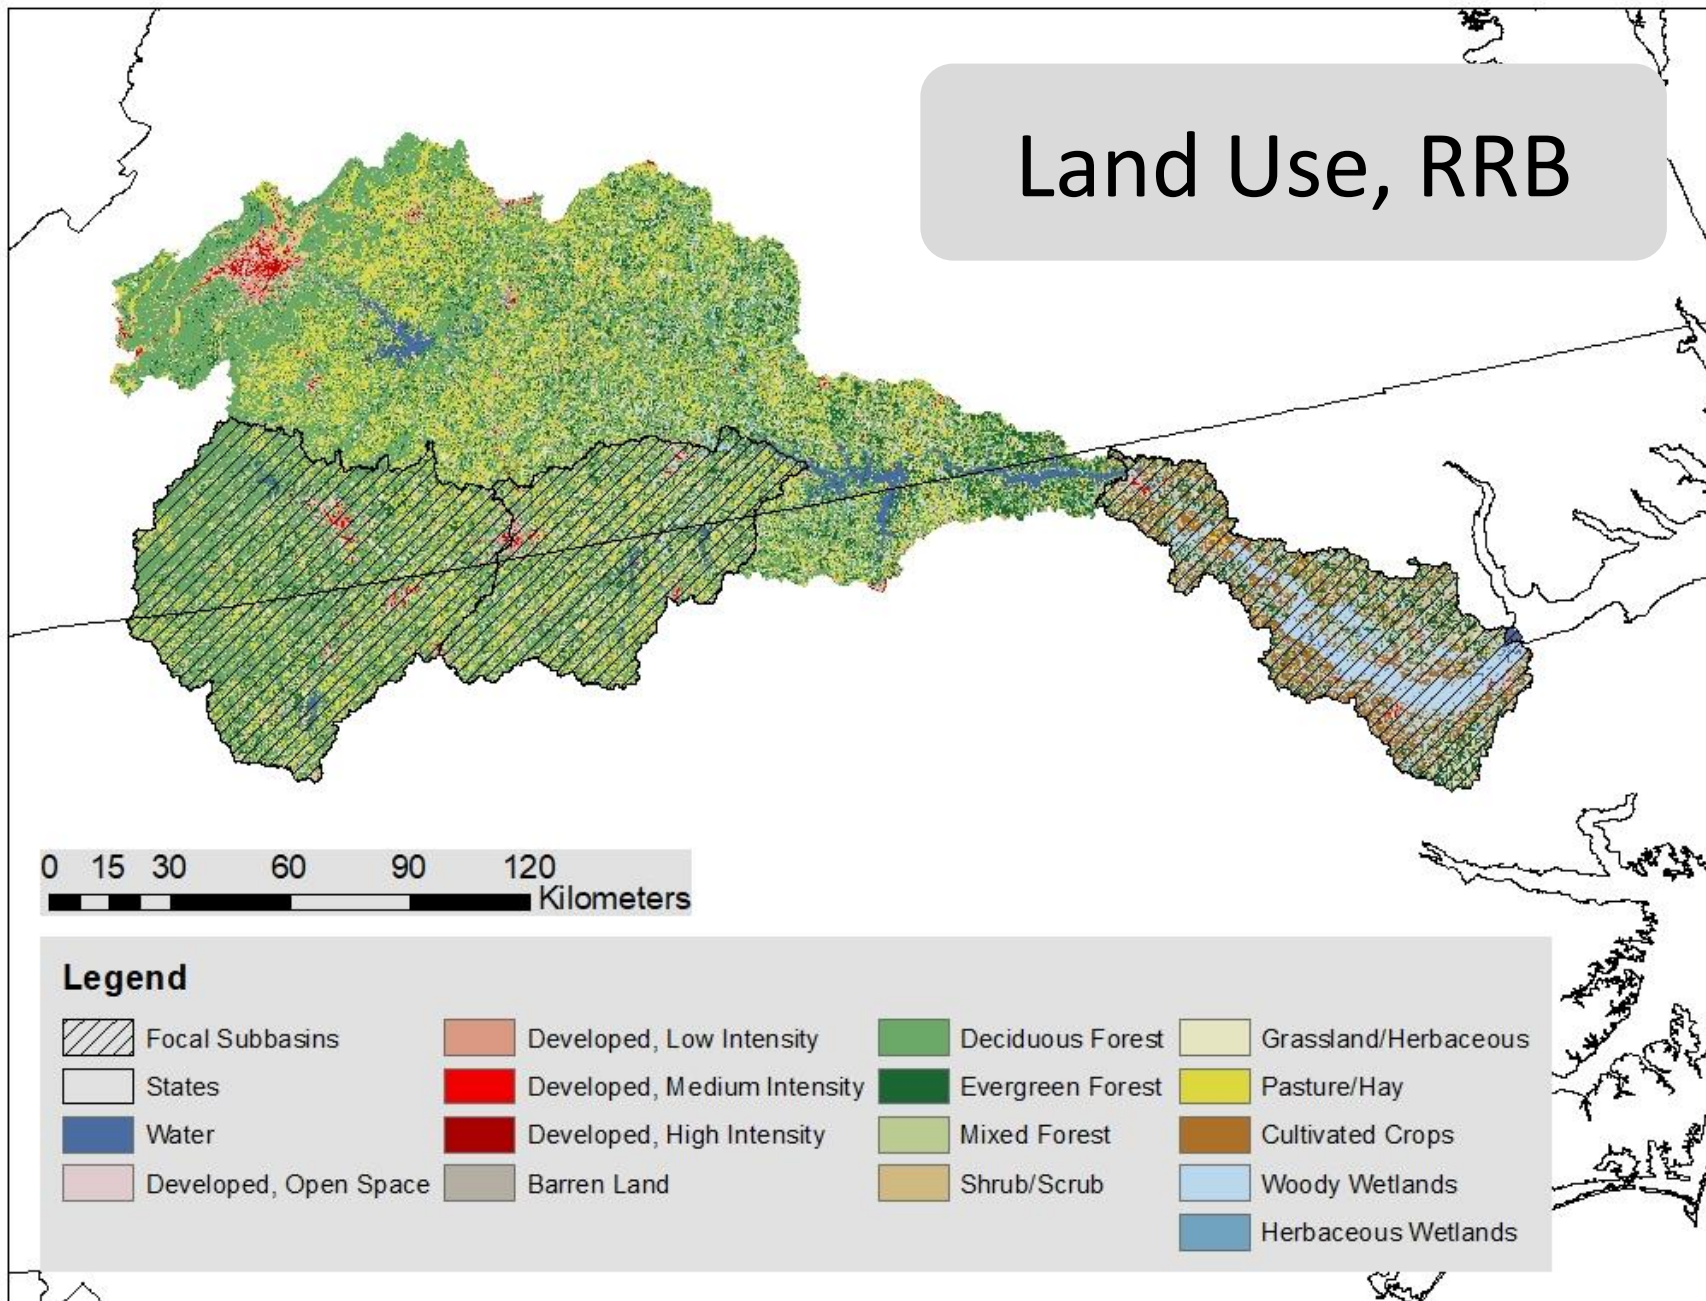 Land Use, RRB
0 15 30 60 90 120
Kilometers
Legend
Focal Subbasins
States
Water
Developed, Open Space
Developed, Low Intensity
Developed, Medium Intensity
Developed, High Intensity
Barren Land
Deciduous Forest
Evergreen Forest
Mixed Forest
Shrub/Scrub
Grassland/Herbaceous
Pasture/Hay
Cultivated Crops
Woody Wetlands
Herbaceous Wetlands